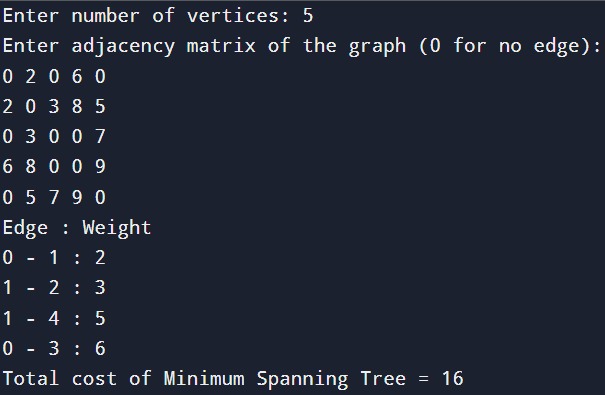 Enter number of vertices: 5
Enter adjacency matrix of the graph (0 for no edge):
0 2 0 6 0
2 0 3 8 5
0 3 0 0 7
6 8 0 0 9
0 5 7 9 0
Edge : Weight
0 - 1 : 2
1 - 2 : 3
1 - 4 : 5
0 - 3 : 6
Total cost of Minimum Spanning Tree = 16